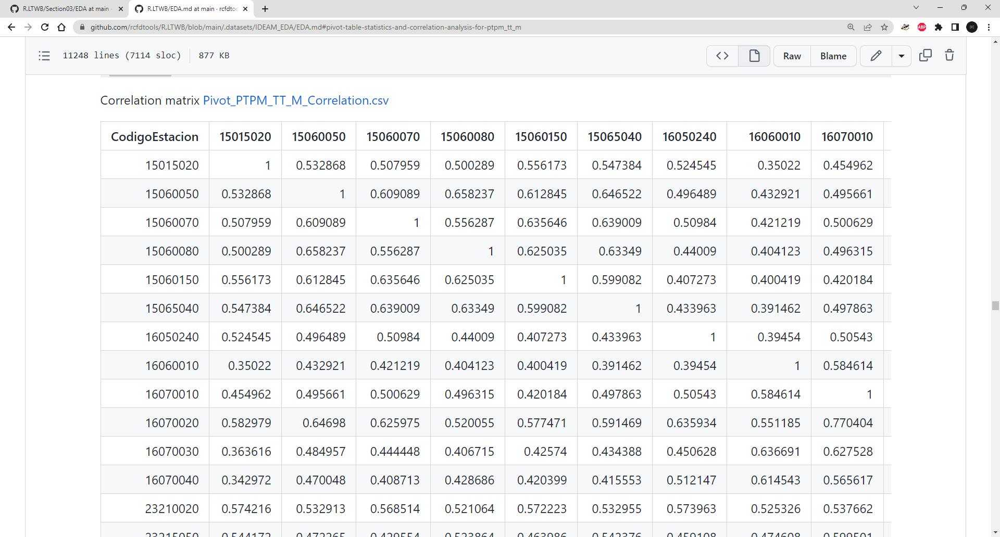 R.LTWB/Section03/EDA at main ·
R.LTWB/EDA.md at main · rcfdtoc
github.com/rcfdtools/R.LTWB/blob/main/.datasets/IDEAM_EDA/EDA.md#pivot-table-statistics-and-correlation-analysis-for-ptpm_tt_m
ABP
11248 lines (7114 sloc) 877 KB
Raw Blame
Correlation matrix Pivot_PTPM_TT_M_Correlation.csv
CodigoEstacion 15015020 15060050 15060070 15060080 15060150 15065040 16050240 16060010 16070010
15015020 1 0.532868 0.507959 0.500289 0.556173 0.547384 0.524545 0.35022 0.454962
15060050 0.532868 1 0.609089 0.658237 0.612845 0.646522 0.496489 0.432921 0.495661
15060070 0.507959 0.609089 1 0.556287 0.635646 0.639009 0.50984 0.421219 0.500629
15060080 0.500289 0.658237 0.556287 1 0.625035 0.63349 0.44009 0.404123 0.496315
15060150 0.556173 0.612845 0.635646 0.625035 1 0.599082 0.407273 0.400419 0.420184
15065040 0.547384 0.646522 0.639009 0.63349 0.599082 1 0.433963 0.391462 0.497863
16050240 0.524545 0.496489 0.50984 0.44009 0.407273 0.433963 1 0.39454 0.50543
16060010 0.35022 0.432921 0.421219 0.404123 0.400419 0.391462 0.39454 1 0.584614
16070010 0.454962 0.495661 0.500629 0.496315 0.420184 0.497863 0.50543 0.584614 1
16070020 0.582979 0.64698 0.625975 0.520055 0.577471 0.591469 0.635934 0.551185 0.770404
16070030 0.363616 0.484957 0.444448 0.406715 0.42574 0.434388 0.450628 0.636691 0.627528
16070040 0.342972 0.470048 0.408713 0.428686 0.420399 0.415553 0.512147 0.614543 0.565617
23210020 0.574216 0.532913 0.568514 0.521064 0.572223 0.532955 0.573963 0.525326 0.537662